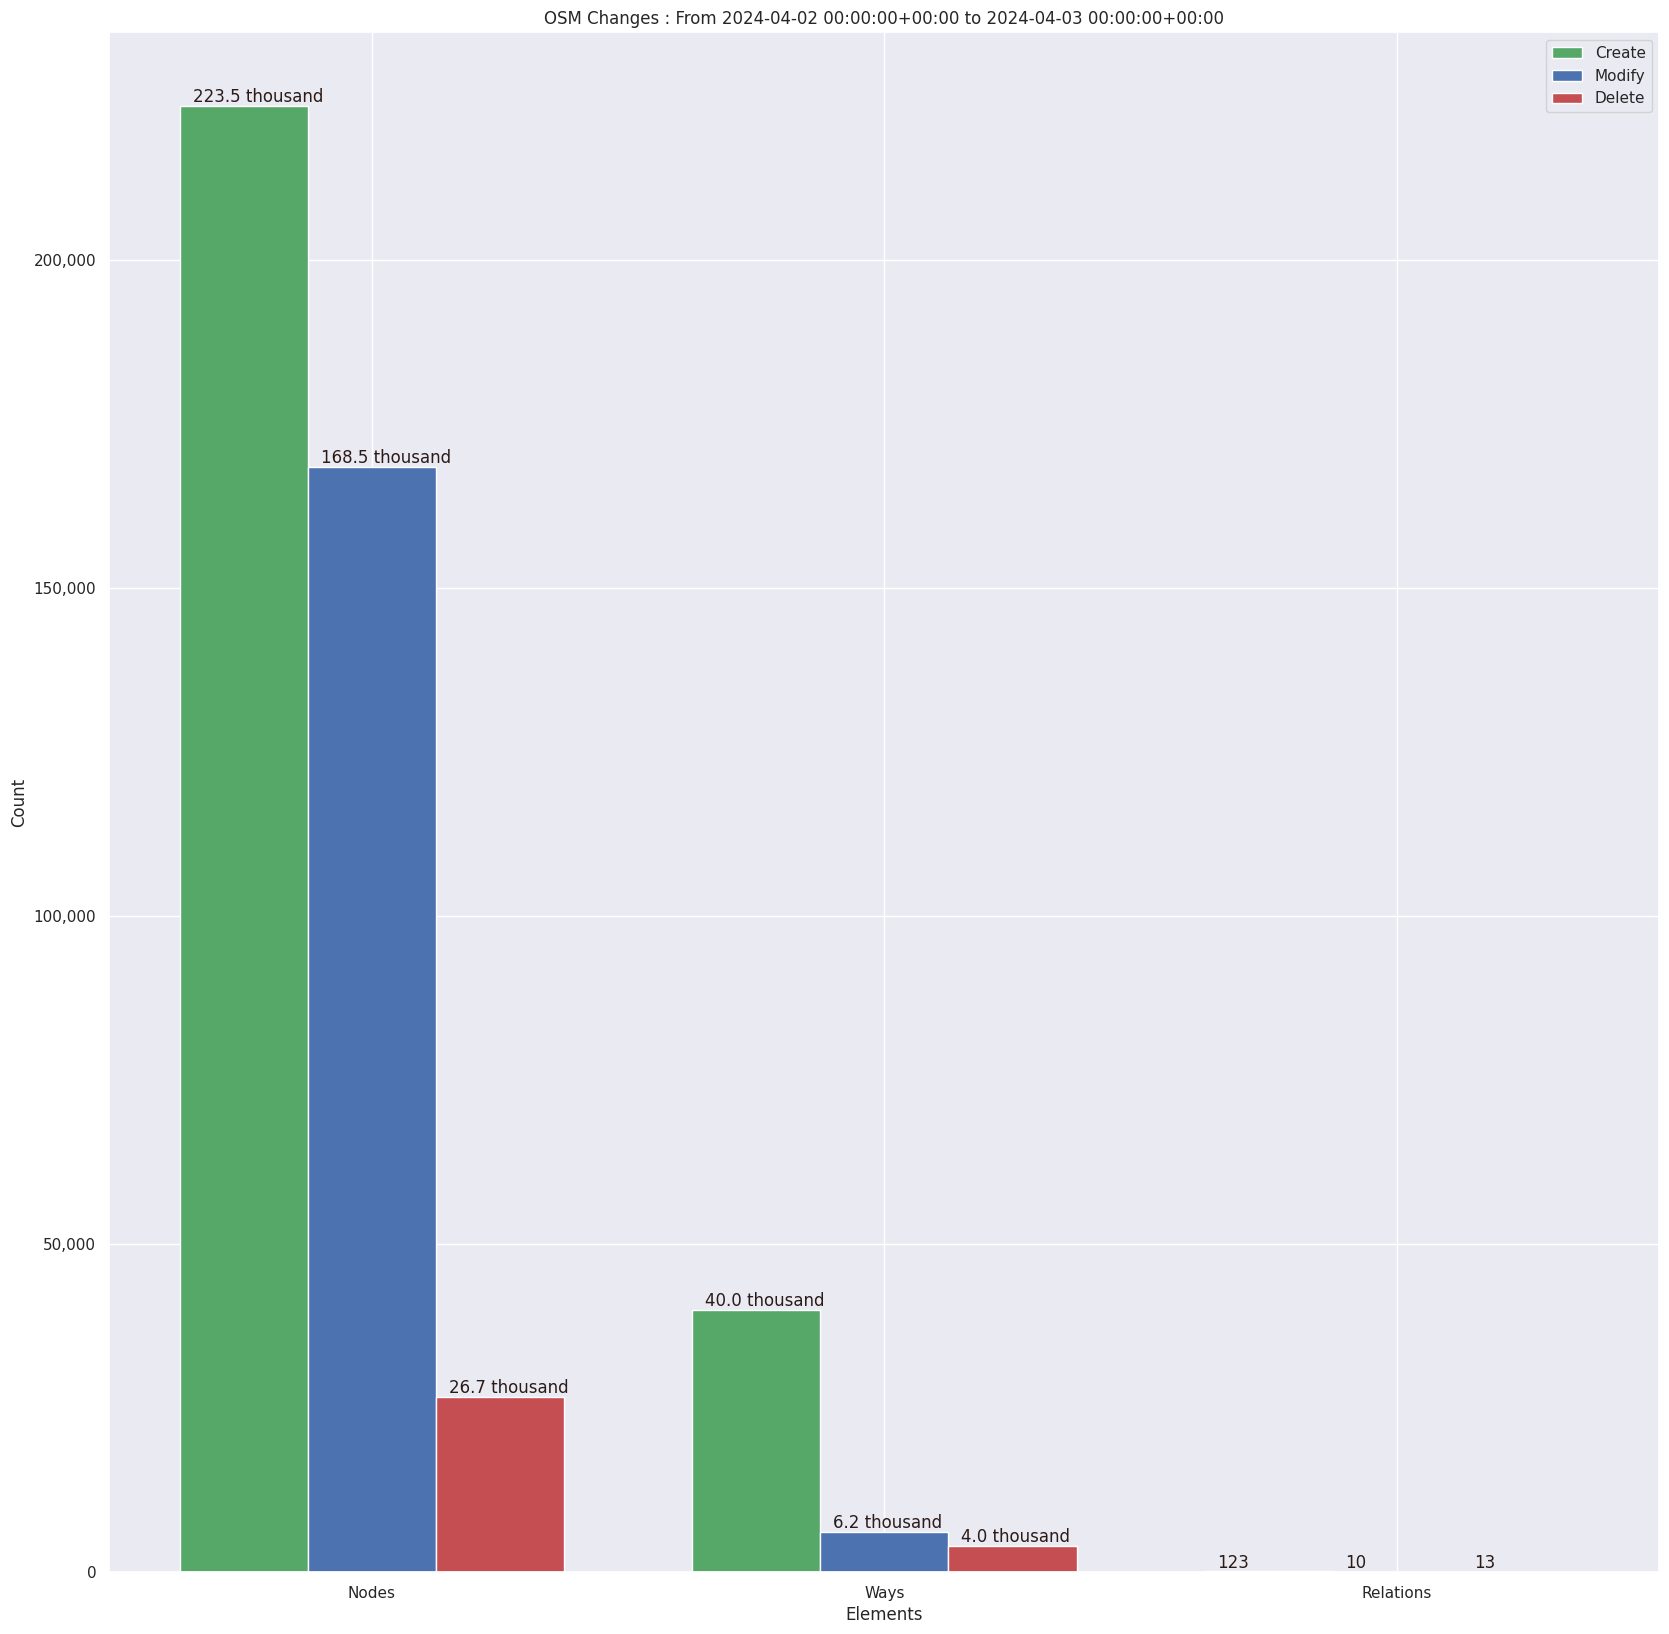 OSM Changes : From 2024-04-02 00:00:00+00:00 to 2024-04-03 00:00:00+00:00
Create
Modify
Delete
223.5 thousand
168.5 thousand
26.7 thousand
40.0 thousand
6.2 thousand
4.0 thousand
123
10
13
200,000
150,000
100,000
50,000
0
Count
Nodes
Ways
Relations
Elements